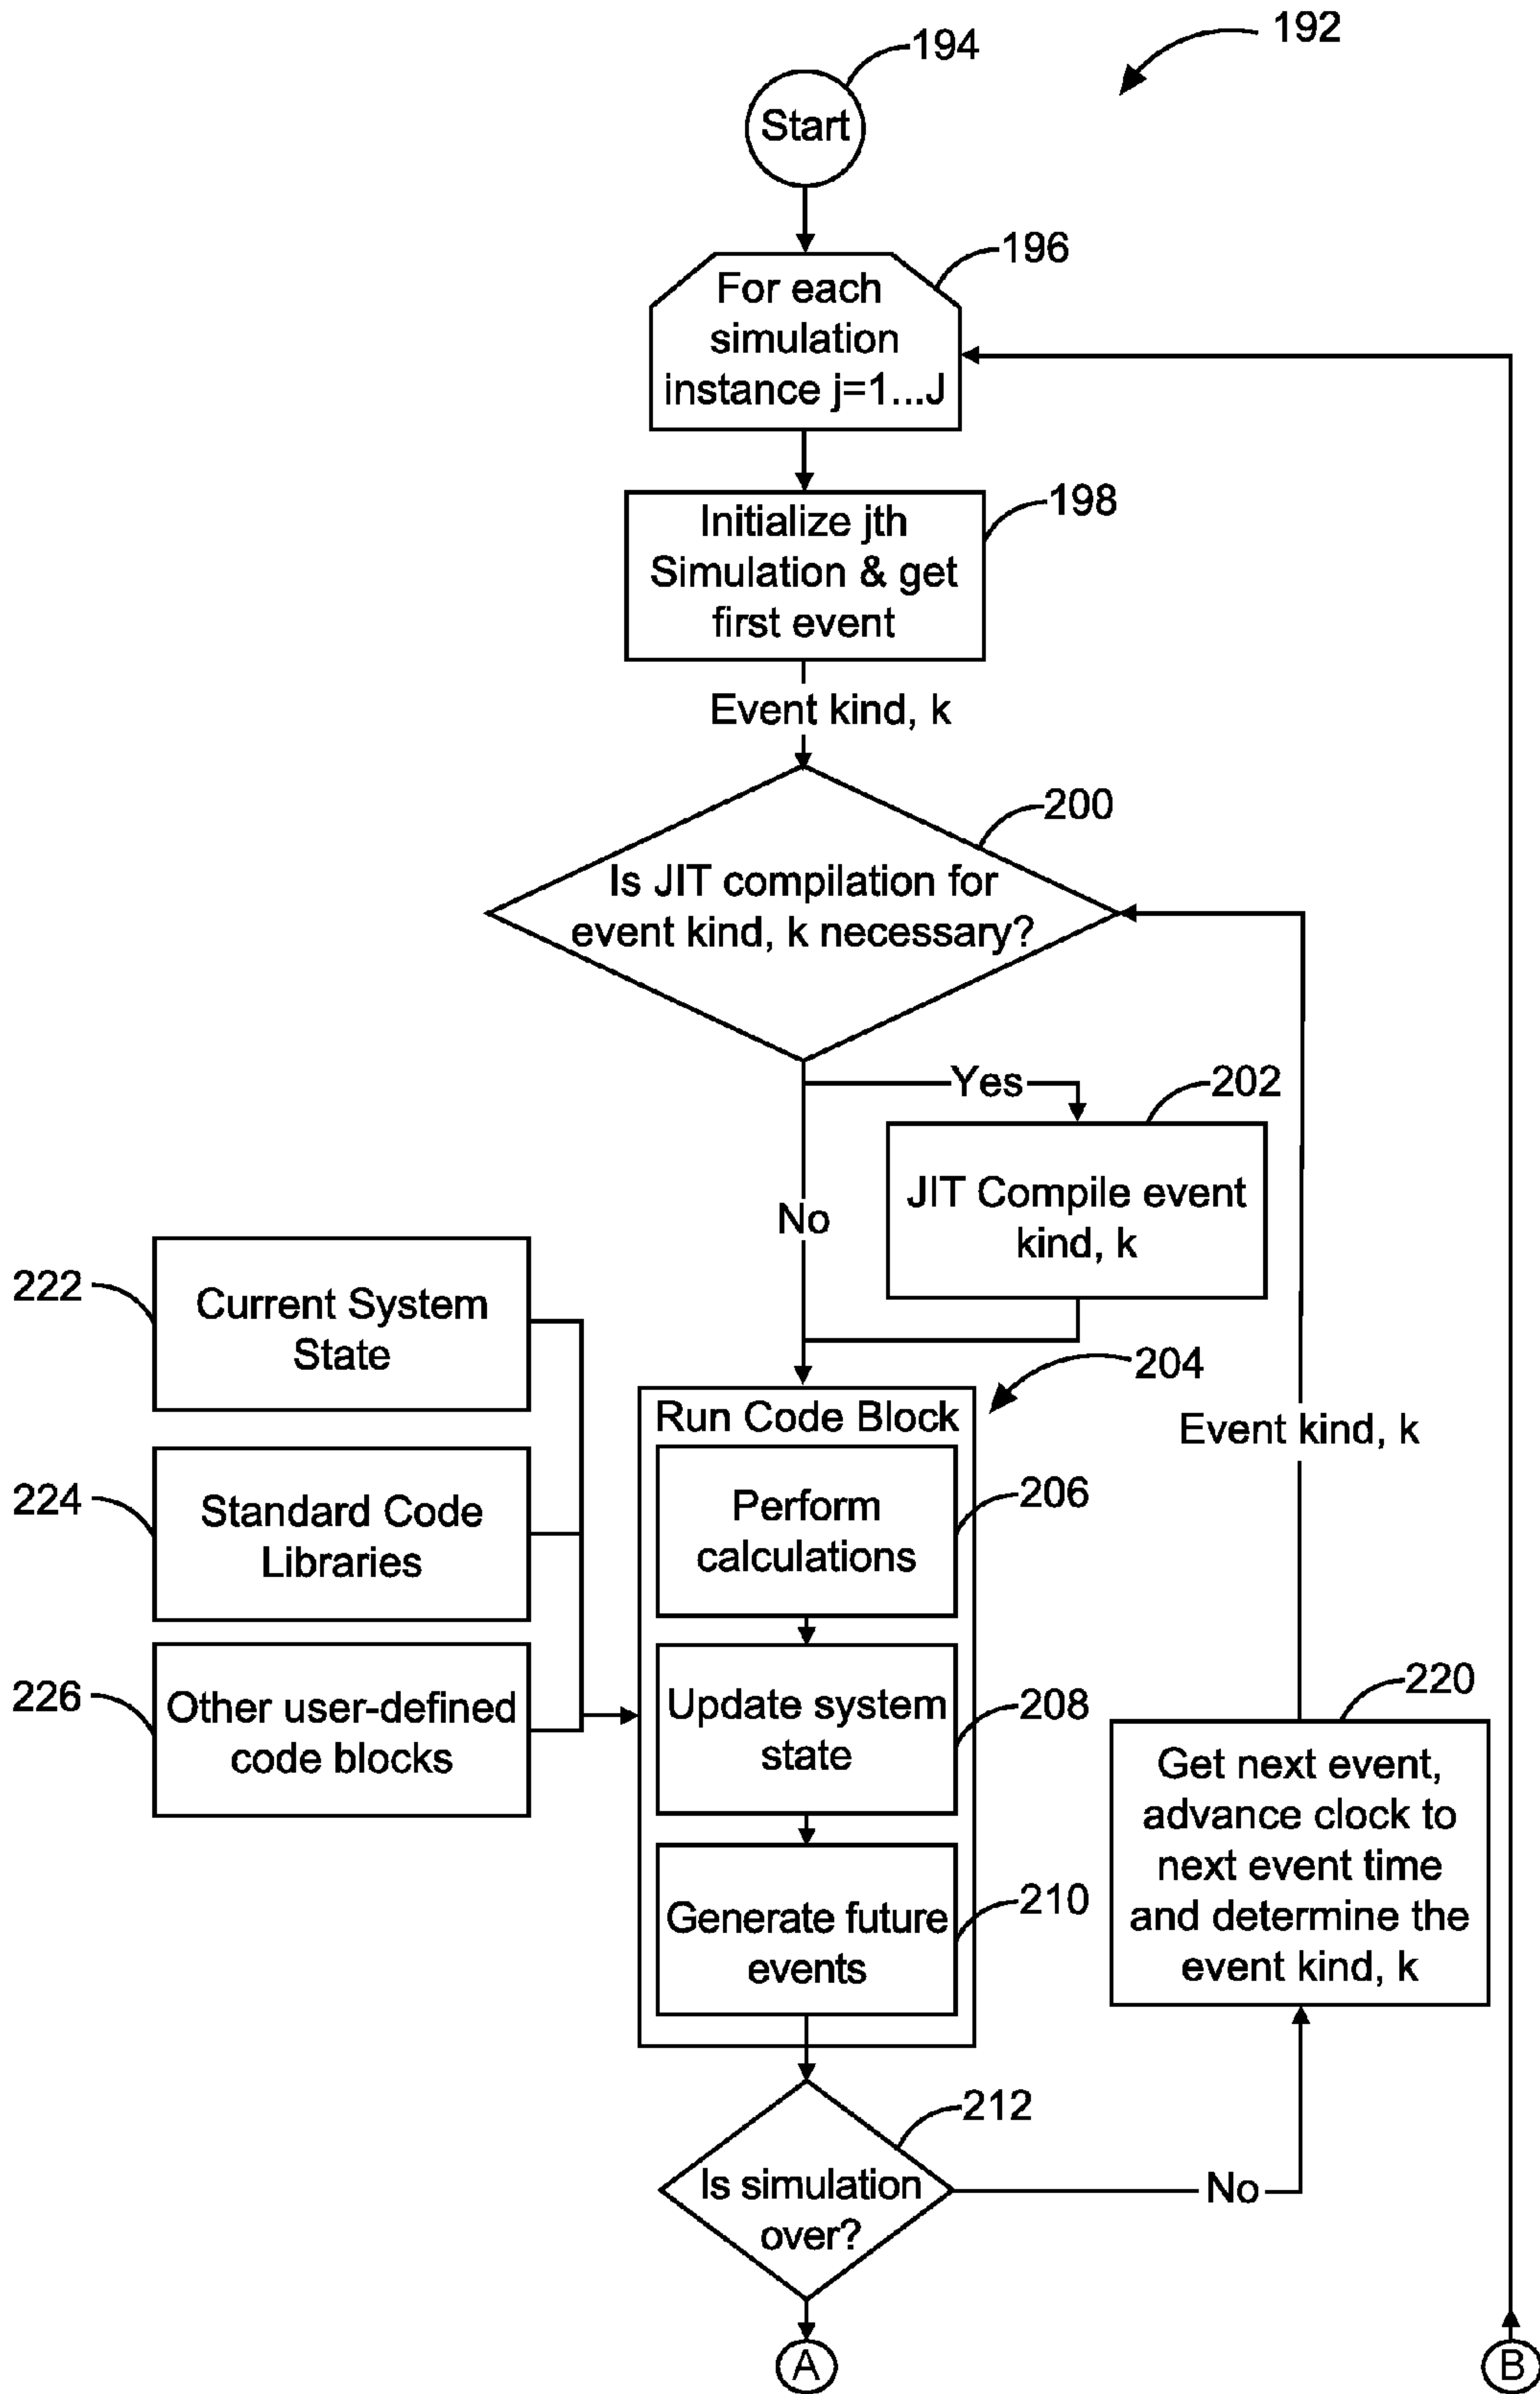 192
194
Start
196
For each
simulation
instance j=1...J
198
Initialize jth
Simulation & get
first event
Event kind, k
200
Is JIT compilation for
event kind, k necessary?
Yes
202
JIT Compile event
kind, k
No
222
Current System
State
204
Run Code Block
Event kind, k
224
Standard Code
Libraries
206
Perform
calculations
226
Other user-defined
code blocks
208
Update system
state
220
Get next event,
advance clock to
next event time
and determine the
event kind, k
210
Generate future
events
212
Is simulation
over?
No
A
B